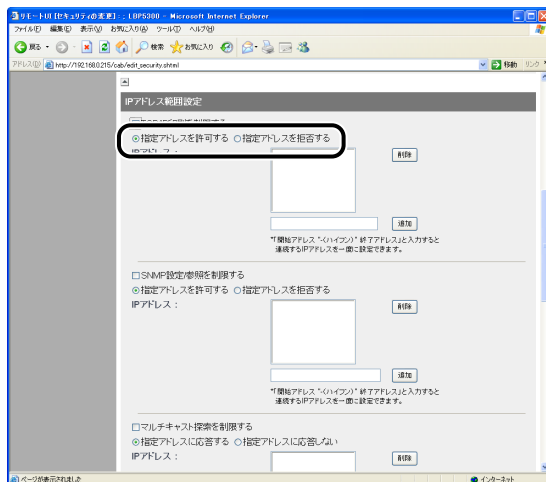 リモートUI [セキュリティの変更] : ; LBP5300 - Microsoft Internet Explorer
ファイル(F) 編集(E) 表示(V) お気に入り(A) ツール(T) ヘルプ(H)
戻る 検索 お気に入り
アドレス(D) http://192.168.0.215/cab/edit_security.shtml 移動 リンク
IPアドレス範囲設定
指定アドレスを許可する 指定アドレスを拒否する
IPアドレス :
削除
追加
*「開始アドレス "-(ハイフン)" 終了アドレス」と入力すると
連続するIPアドレスを一度に設定できます。
SNMP設定/参照を制限する
指定アドレスを許可する 指定アドレスを拒否する
IPアドレス :
削除
追加
*「開始アドレス "-(ハイフン)" 終了アドレス」と入力すると
連続するIPアドレスを一度に設定できます。
マルチキャスト探索を制限する
指定アドレスに応答する 指定アドレスに応答しない
IPアドレス :
削除
ページが表示されました
インターネット